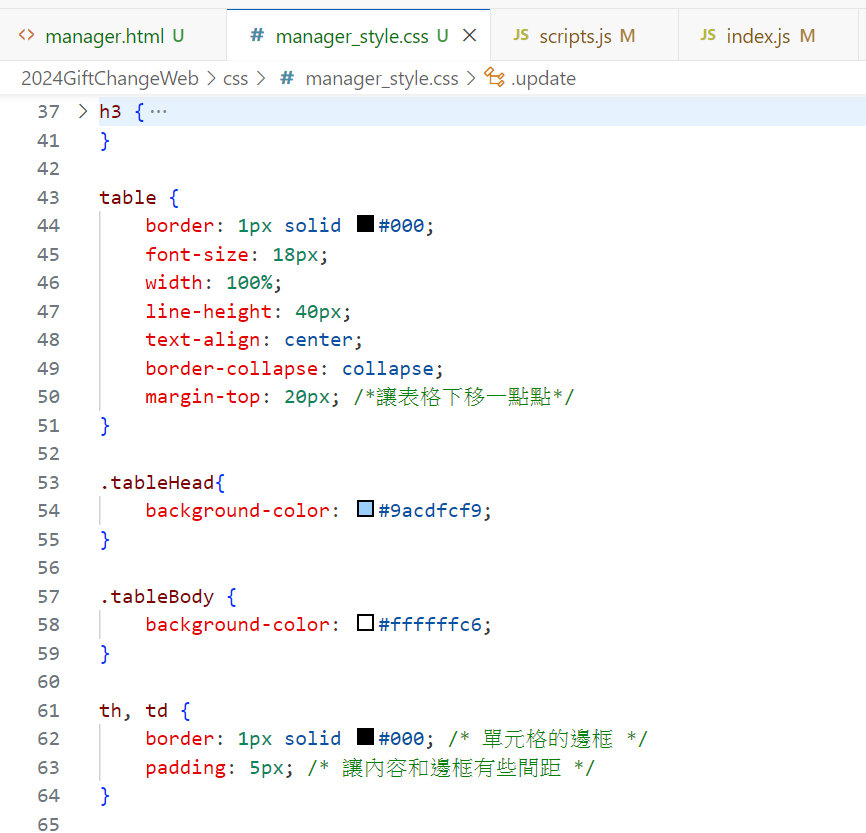 <> manager.html U # manager_style.css U × JS scripts.js M JS index.js M
2024GiftChangeWeb > css > # manager_style.css > .update
37 > h3 { ···
41 }
42
43 table {
44 border: 1px solid #000;
45 font-size: 18px;
46 width: 100%;
47 line-height: 40px;
48 text-align: center;
49 border-collapse: collapse;
50 margin-top: 20px; /*讓表格下移一點點*/
51 }
52
53 .tableHead{
54 background-color: #9acdfcf9;
55 }
56
57 .tableBody {
58 background-color: #ffffffc6;
59 }
60
61 th, td {
62 border: 1px solid #000; /* 單元格的邊框 */
63 padding: 5px; /* 讓內容和邊框有些間距 */
64 }
65